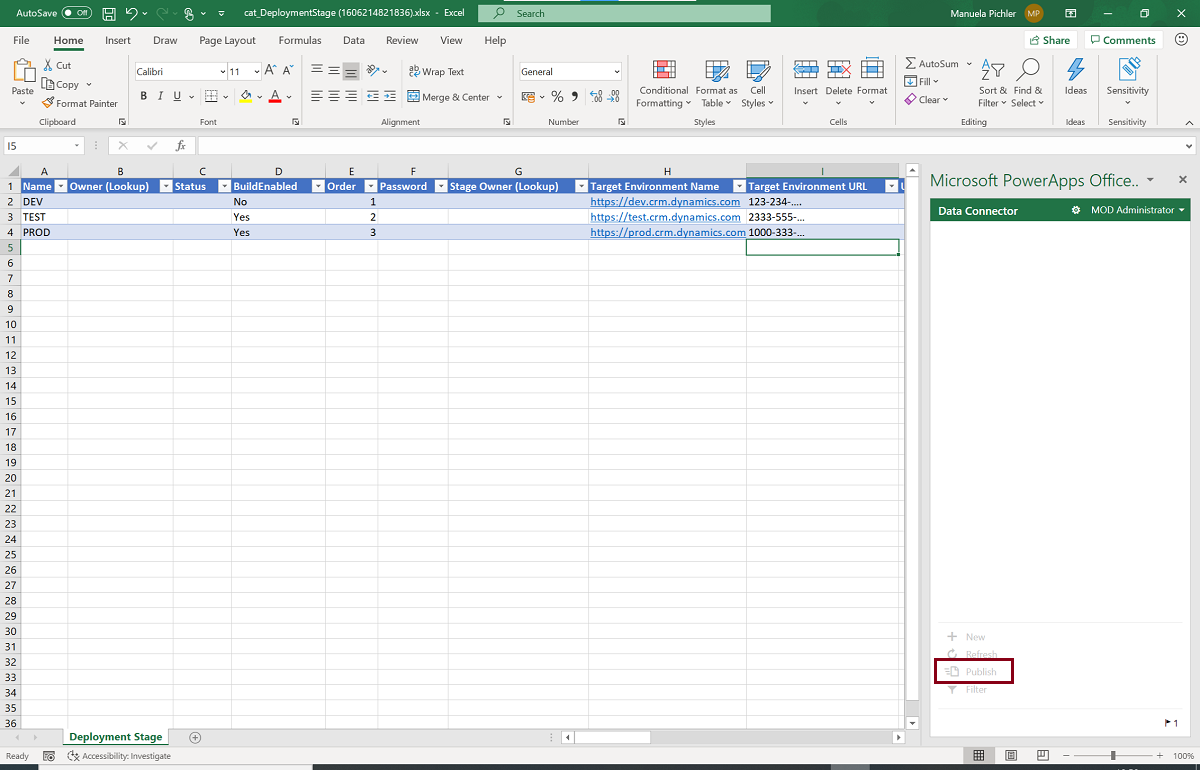 AutoSave Off cat_DeploymentStage (1606214821836).xlsx - Excel Search Manuela Pichler MP
File Home Insert Draw Page Layout Formulas Data Review View Help Share Comments
Paste Cut Copy Format Painter
Calibri 11 B I U
Wrap Text Merge & Center
General % ,
Conditional Formatting Format as Table Cell Styles
Insert Delete Format
AutoSum Fill Clear Sort & Filter Find & Select
Ideas Sensitivity
Clipboard Font Alignment Number Styles Cells Editing Ideas Sensitivity
I5 fx
A B C D E F G H I
1 Name Owner (Lookup) Status BuildEnabled Order Password Stage Owner (Lookup) Target Environment Name Target Environment URL
2 DEV No 1 https://dev.crm.dynamics.com 123-234-....
3 TEST Yes 2 https://test.crm.dynamics.com 2333-555-...
4 PROD Yes 3 https://prod.crm.dynamics.com 1000-333-...
5
6
7
8
9
10
11
12
13
14
15
16
17
18
19
20
21
22
23
24
25
26
27
28
29
30
31
32
33
34
35
36
Microsoft PowerApps Office..
Data Connector MOD Administrator
New
Refresh
Publish
Filter
1
Deployment Stage
Ready Accessibility: Investigate 100%